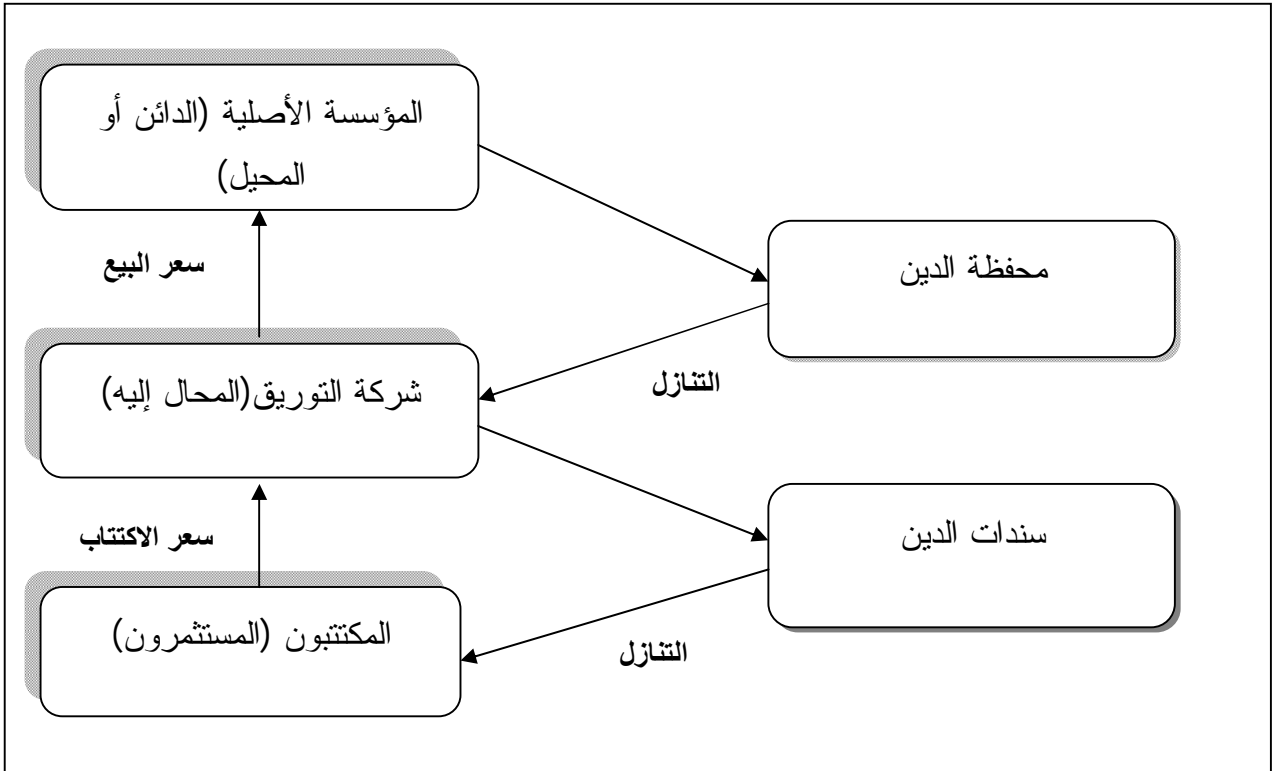 المؤسسة الأصلية (الدائن أو
المحيل)
محفظة الدين
سعر البيع
التنازل
شركة التوريق(المحال إليه)
سندات الدين
سعر الاكتتاب
المكتتبون (المستثمرون)
التنازل